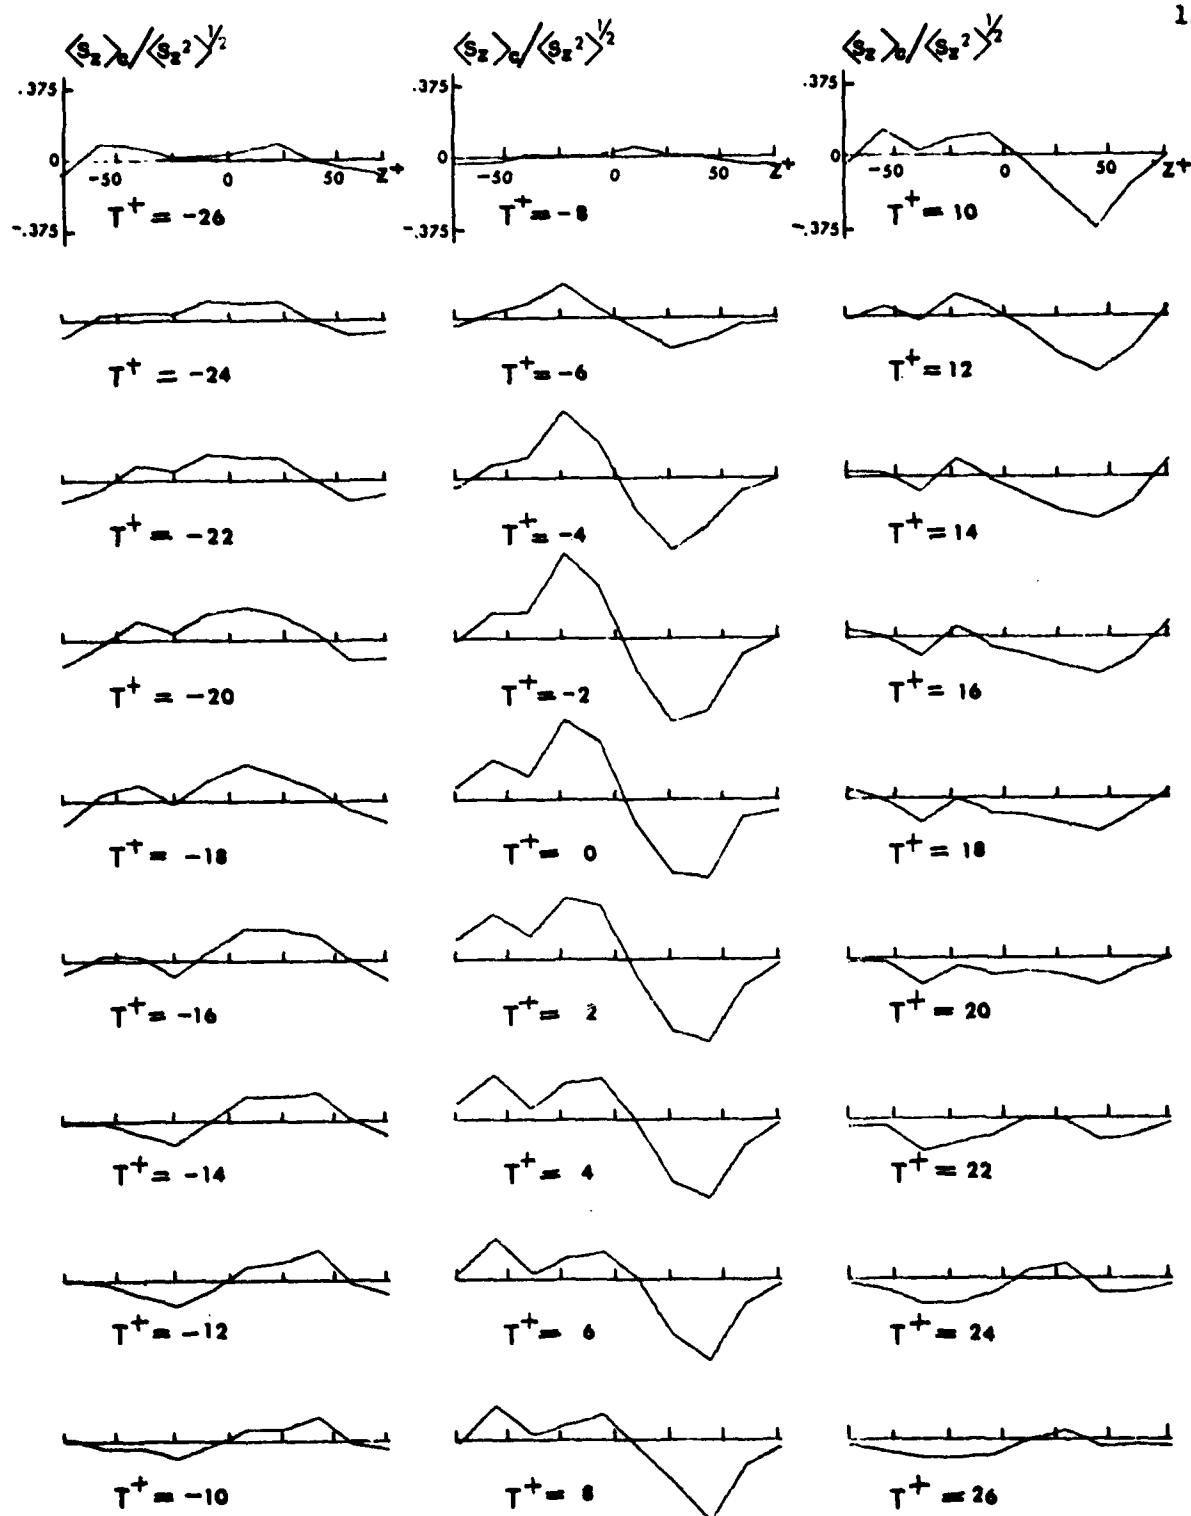 1
⟨Sz⟩c/⟨Sz²⟩^1/2
.375
0
-50 0 50 z+
-.375
T+ = -26
T+ = -24
T+ = -22
T+ = -20
T+ = -18
T+ = -16
T+ = -14
T+ = -12
T+ = -10
⟨Sz⟩c/⟨Sz²⟩^1/2
.375
0
-50 0 50 z+
-.375
T+ = -8
T+ = -6
T+ = -4
T+ = -2
T+ = 0
T+ = 2
T+ = 4
T+ = 6
T+ = 8
⟨Sz⟩c/⟨Sz²⟩^1/2
.375
0
-50 0 50 z+
-.375
T+ = 10
T+ = 12
T+ = 14
T+ = 16
T+ = 18
T+ = 20
T+ = 22
T+ = 24
T+ = 26